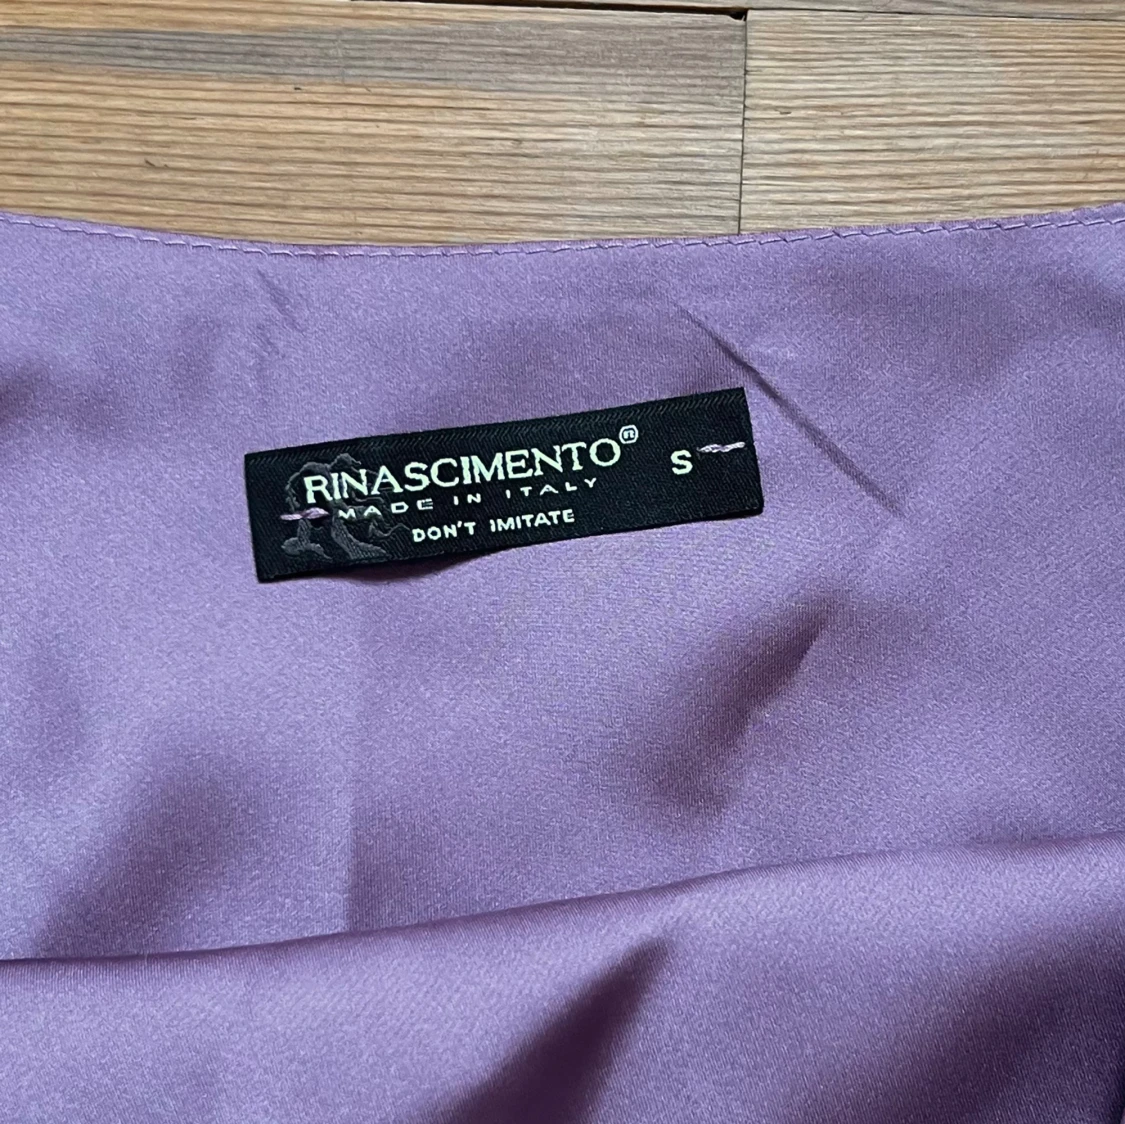 RINASCIMENTO®
S
MADE IN ITALY
DON'T IMITATE